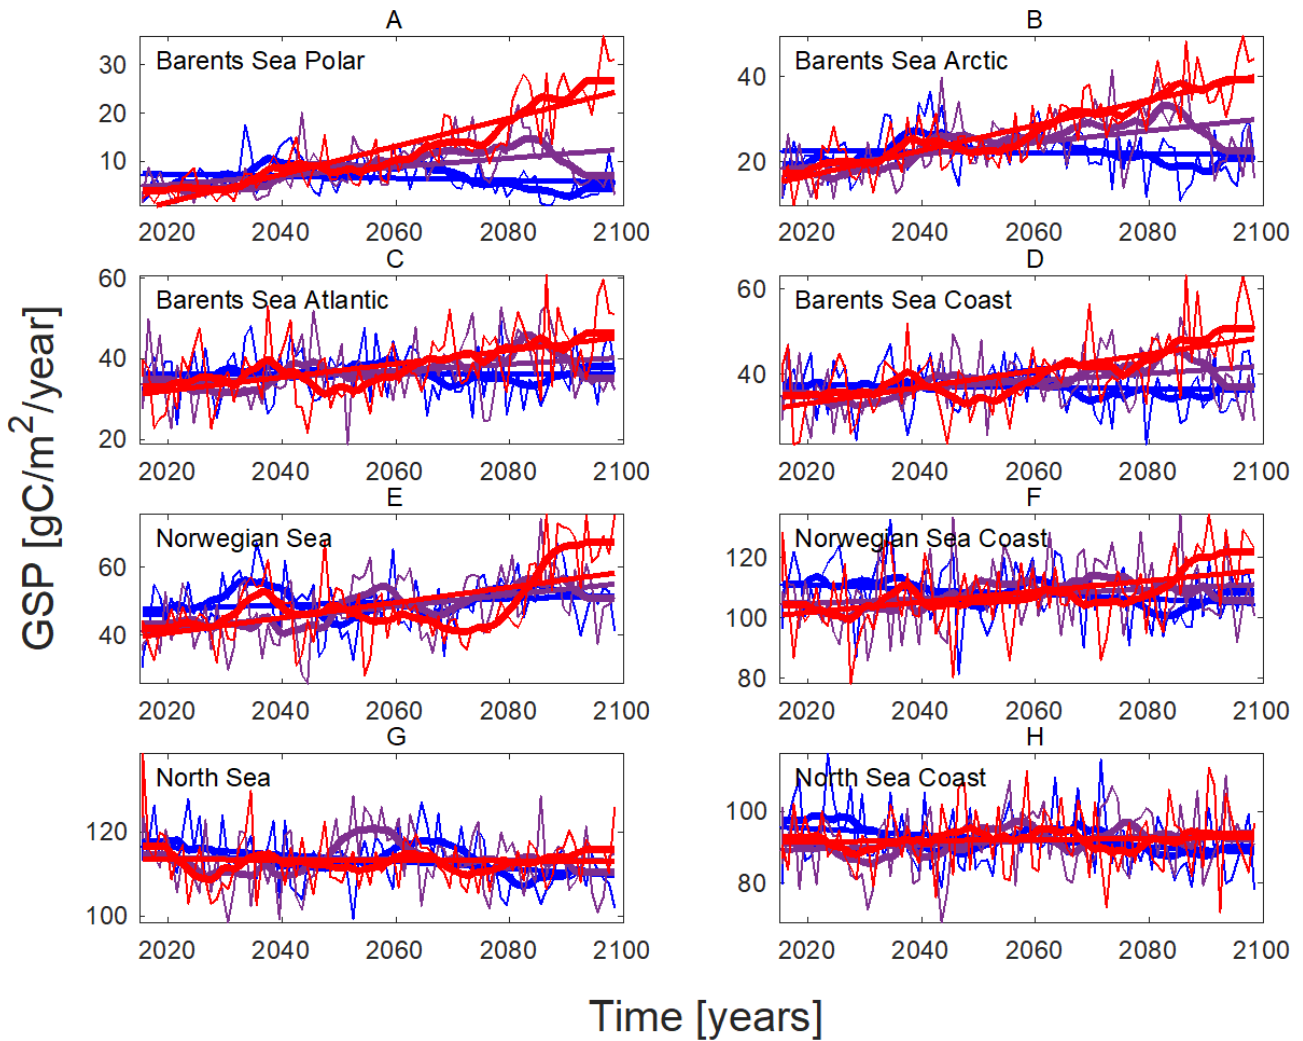 A
B
30
20
10
Barents Sea Polar
2020 2040 2060 2080 2100
40
20
Barents Sea Arctic
2020 2040 2060 2080 2100
C
D
60
40
20
Barents Sea Atlantic
2020 2040 2060 2080 2100
60
40
Barents Sea Coast
2020 2040 2060 2080 2100
GSP [gC/m²/year]
E
F
60
40
Norwegian Sea
2020 2040 2060 2080 2100
120
100
80
Norwegian Sea Coast
2020 2040 2060 2080 2100
G
H
120
100
North Sea
2020 2040 2060 2080 2100
100
80
North Sea Coast
2020 2040 2060 2080 2100
Time [years]